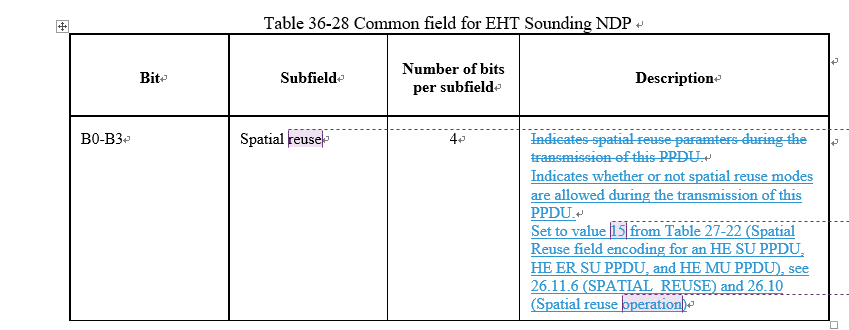 Table 36-28 Common field for EHT Sounding NDP
Bit
Subfield
Number of bits
per subfield
Description
B0-B3
Spatial reuse
4
Indicates spatial reuse paramters during the
transmission of this PPDU.
Indicates whether or not spatial reuse modes
are allowed during the transmission of this
PPDU.
Set to value 15 from Table 27-22 (Spatial
Reuse field encoding for an HE SU PPDU,
HE ER SU PPDU, and HE MU PPDU), see
26.11.6 (SPATIAL_REUSE) and 26.10
(Spatial reuse operation)